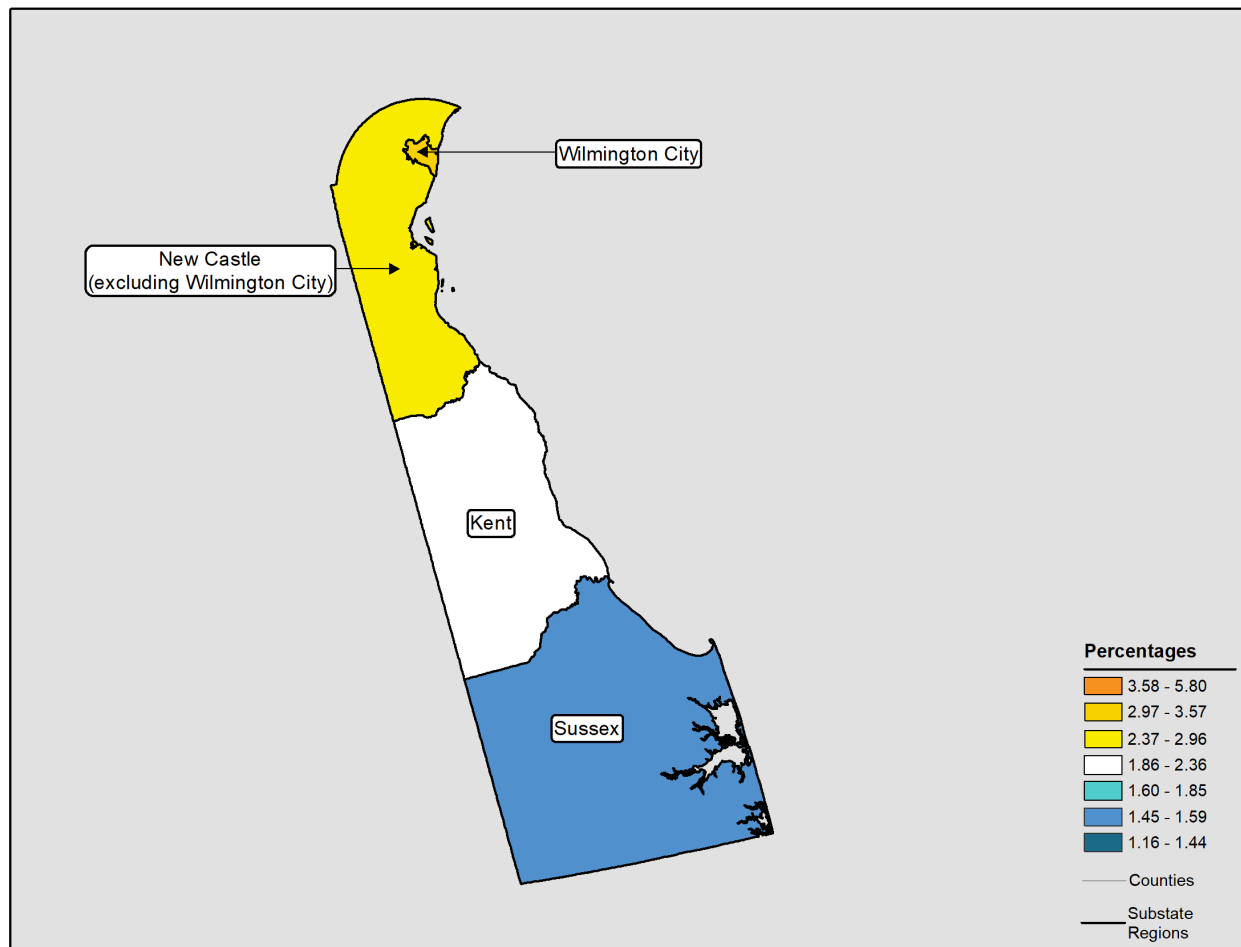 Wilmington City
New Castle
(excluding Wilmington City)
Kent
Sussex
Percentages
3.58 - 5.80
2.97 - 3.57
2.37 - 2.96
1.86 - 2.36
1.60 - 1.85
1.45 - 1.59
1.16 - 1.44
Counties
Substate
Regions